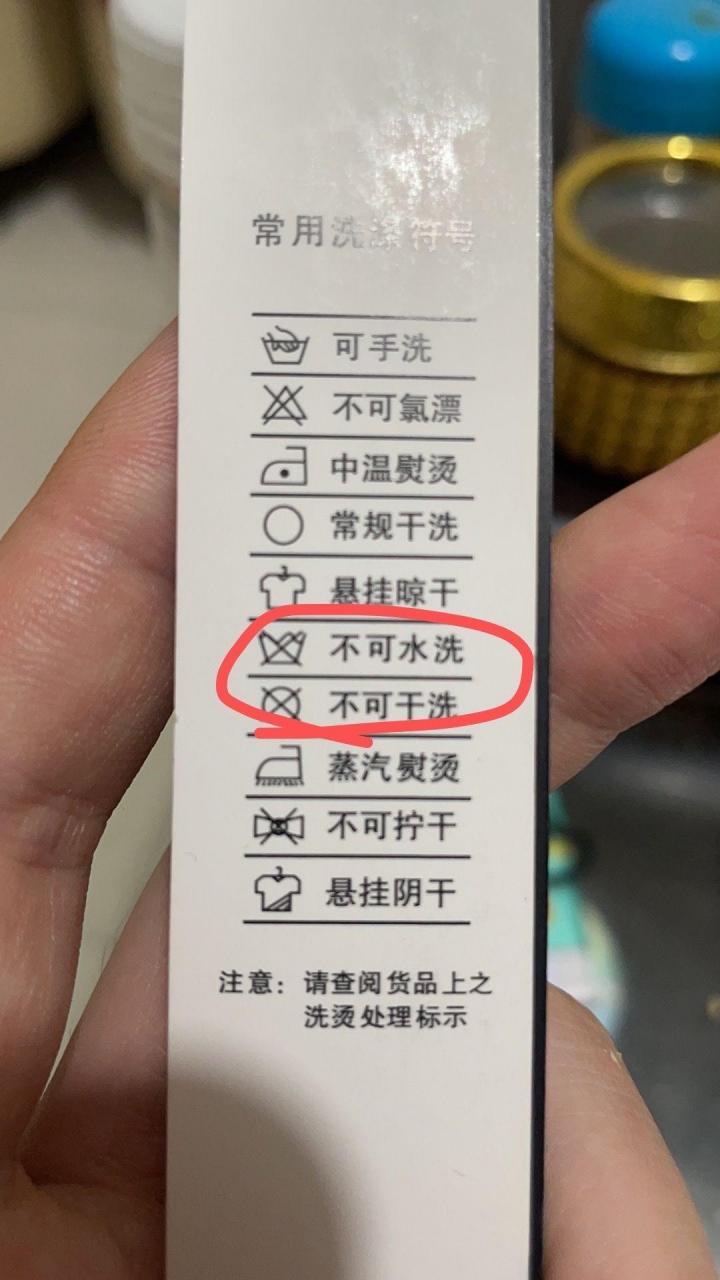 常用洗涤符号
可手洗
不可氯漂
中温熨烫
常规干洗
悬挂晾干
不可水洗
不可干洗
蒸汽熨烫
不可拧干
悬挂阴干
注意：请查阅货品上之
洗烫处理标示